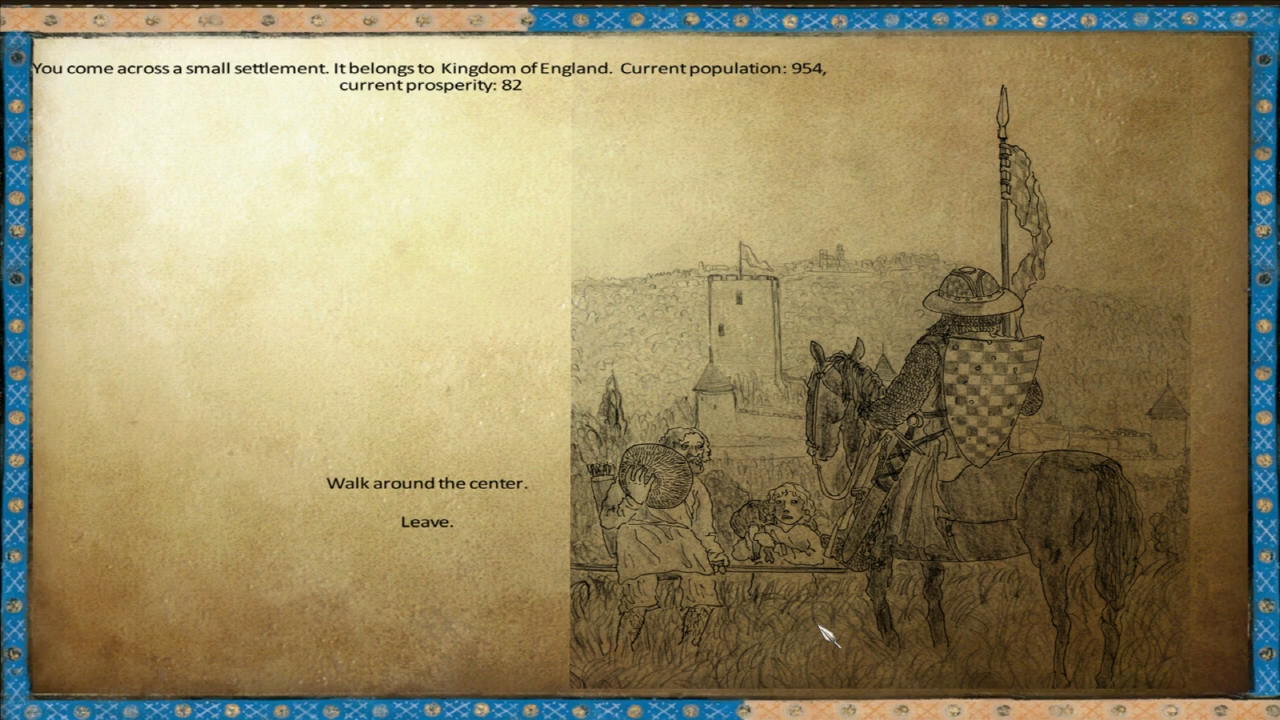 You come across a small settlement. It belongs to Kingdom of England. Current population: 954,
current prosperity: 82
Walk around the center.
Leave.